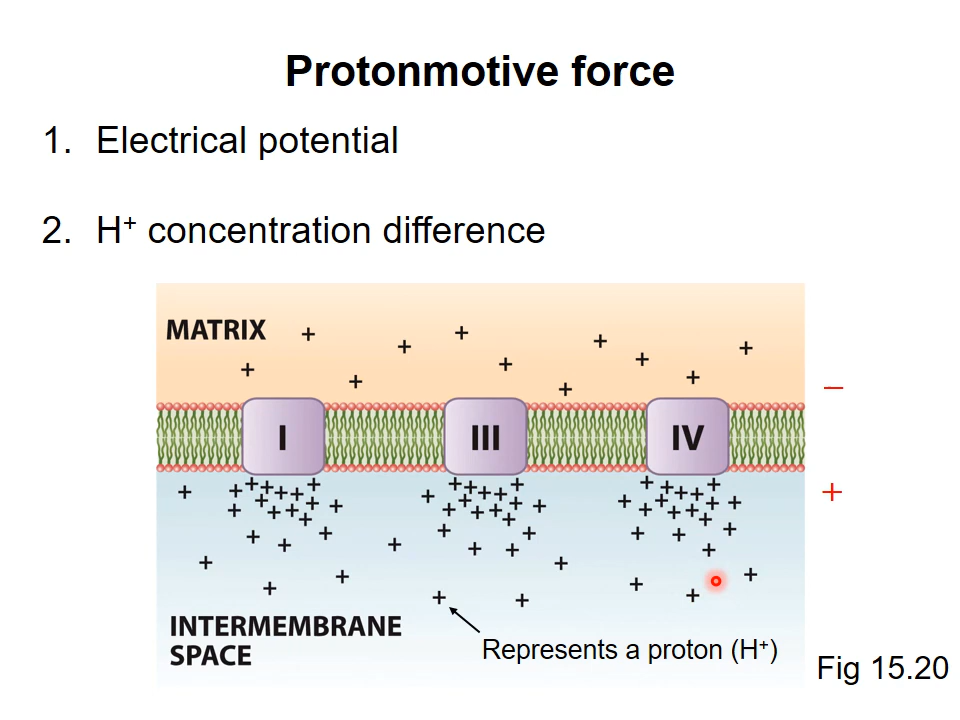 Protonmotive force
1. Electrical potential
2. H⁺ concentration difference
MATRIX
I
III
IV
−
+
INTERMEMBRANE
SPACE
Represents a proton (H⁺)
Fig 15.20